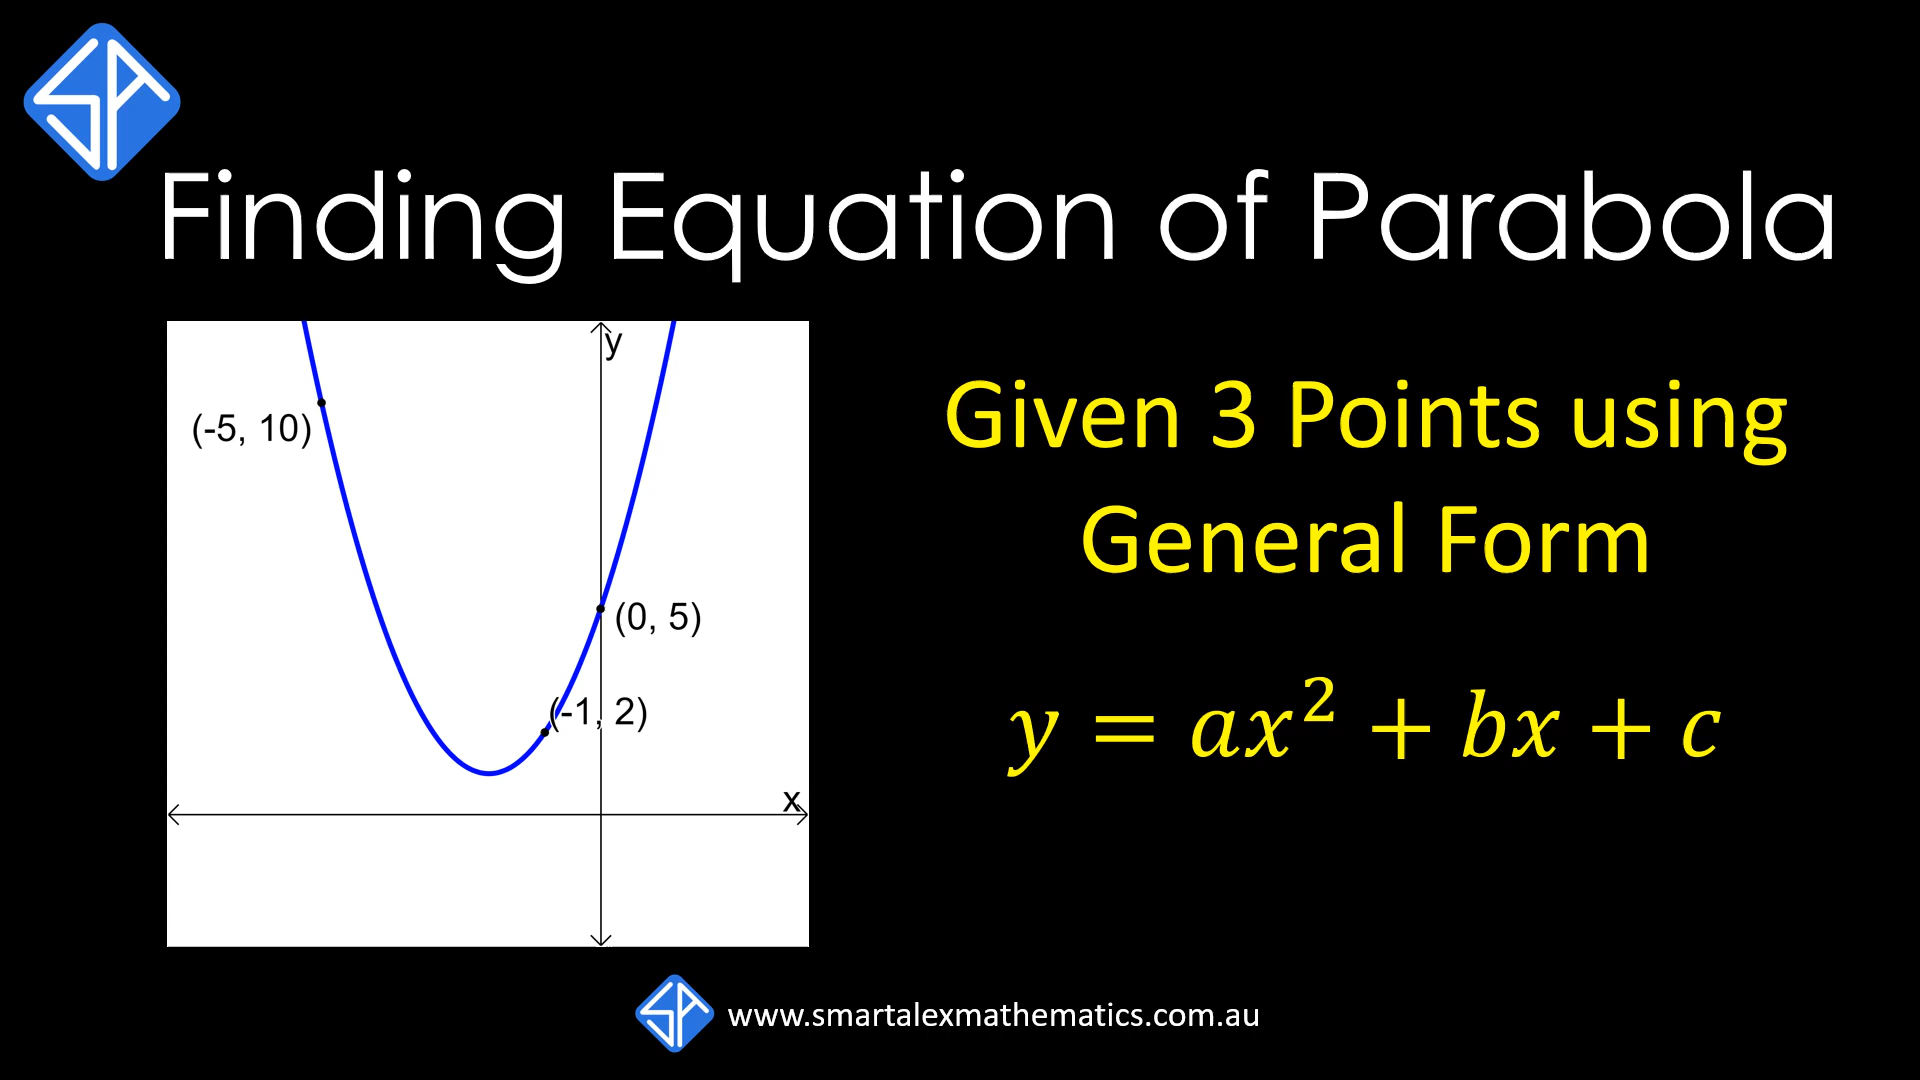 Finding Equation of Parabola
y
(-5, 10)
(0, 5)
(-1, 2)
x
Given 3 Points using
General Form
y = ax² + bx + c
SA
www.smartalexmathematics.com.au